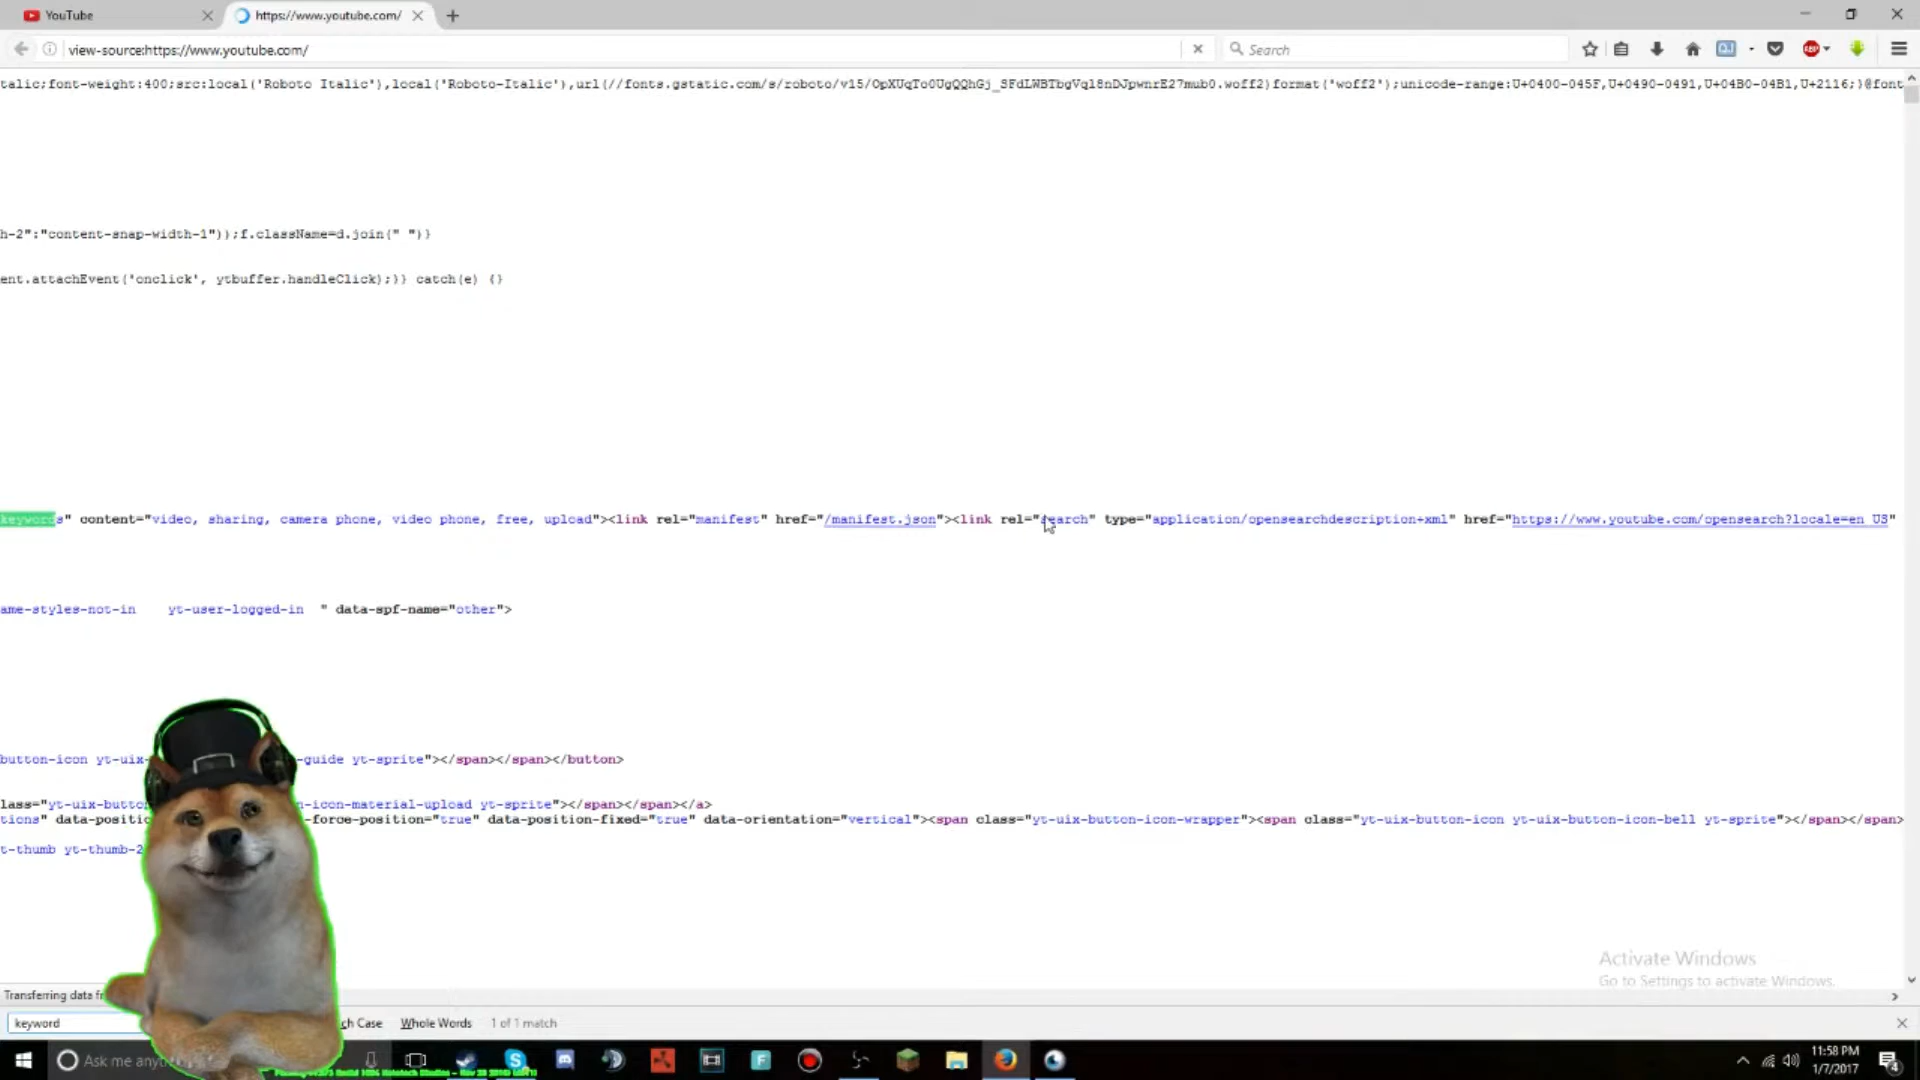 YouTube
https://www.youtube.com/
view-source:https://www.youtube.com/
Search
talic;font-weight:400;src:local('Roboto Italic'),local('Roboto-Italic'),url(//fonts.gstatic.com/s/roboto/v15/OpXUqTo0UgQQhGj_SFdLWBTbgVql8nDJpwnrE27mub0.woff2)format('woff2');unicode-range:U+0400-045F,U+0490-0491,U+04B0-04B1,U+2116;}@font
h-2":"content-snap-width-1"));f.className=d.join(" ")}
ent.attachEvent('onclick', ytbuffer.handleClick);}} catch(e) {}
keywords" content="video, sharing, camera phone, video phone, free, upload"><link rel="manifest" href="/manifest.json"><link rel="search" type="application/opensearchdescription+xml" href="https://www.youtube.com/opensearch?locale=en_US"
ame-styles-not-in yt-user-logged-in " data-spf-name="other">
button-icon yt-uix- -guide yt-sprite"></span></span></button>
lass="yt-uix-butto n-icon-material-upload yt-sprite"></span></span></a>
tions" data-positio -force-position="true" data-position-fixed="true" data-orientation="vertical"><span class="yt-uix-button-icon-wrapper"><span class="yt-uix-button-icon yt-uix-button-icon-bell yt-sprite"></span></span>
t-thumb yt-thumb-2
Activate Windows
Go to Settings to activate Windows.
Transferring data f
keyword
ch Case Whole Words 1 of 1 match
Ask me anyt
11:58 PM
1/7/2017